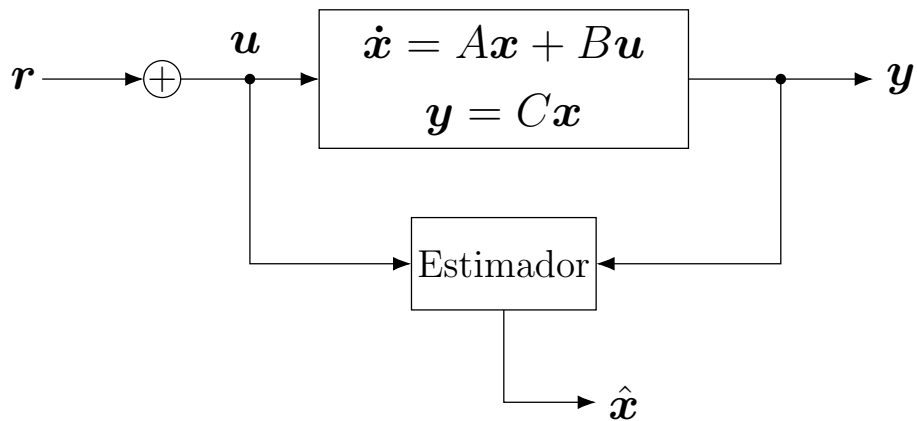 u
ẋ = Ax + Bu
r
+
y
y = Cx
Estimador
x̂